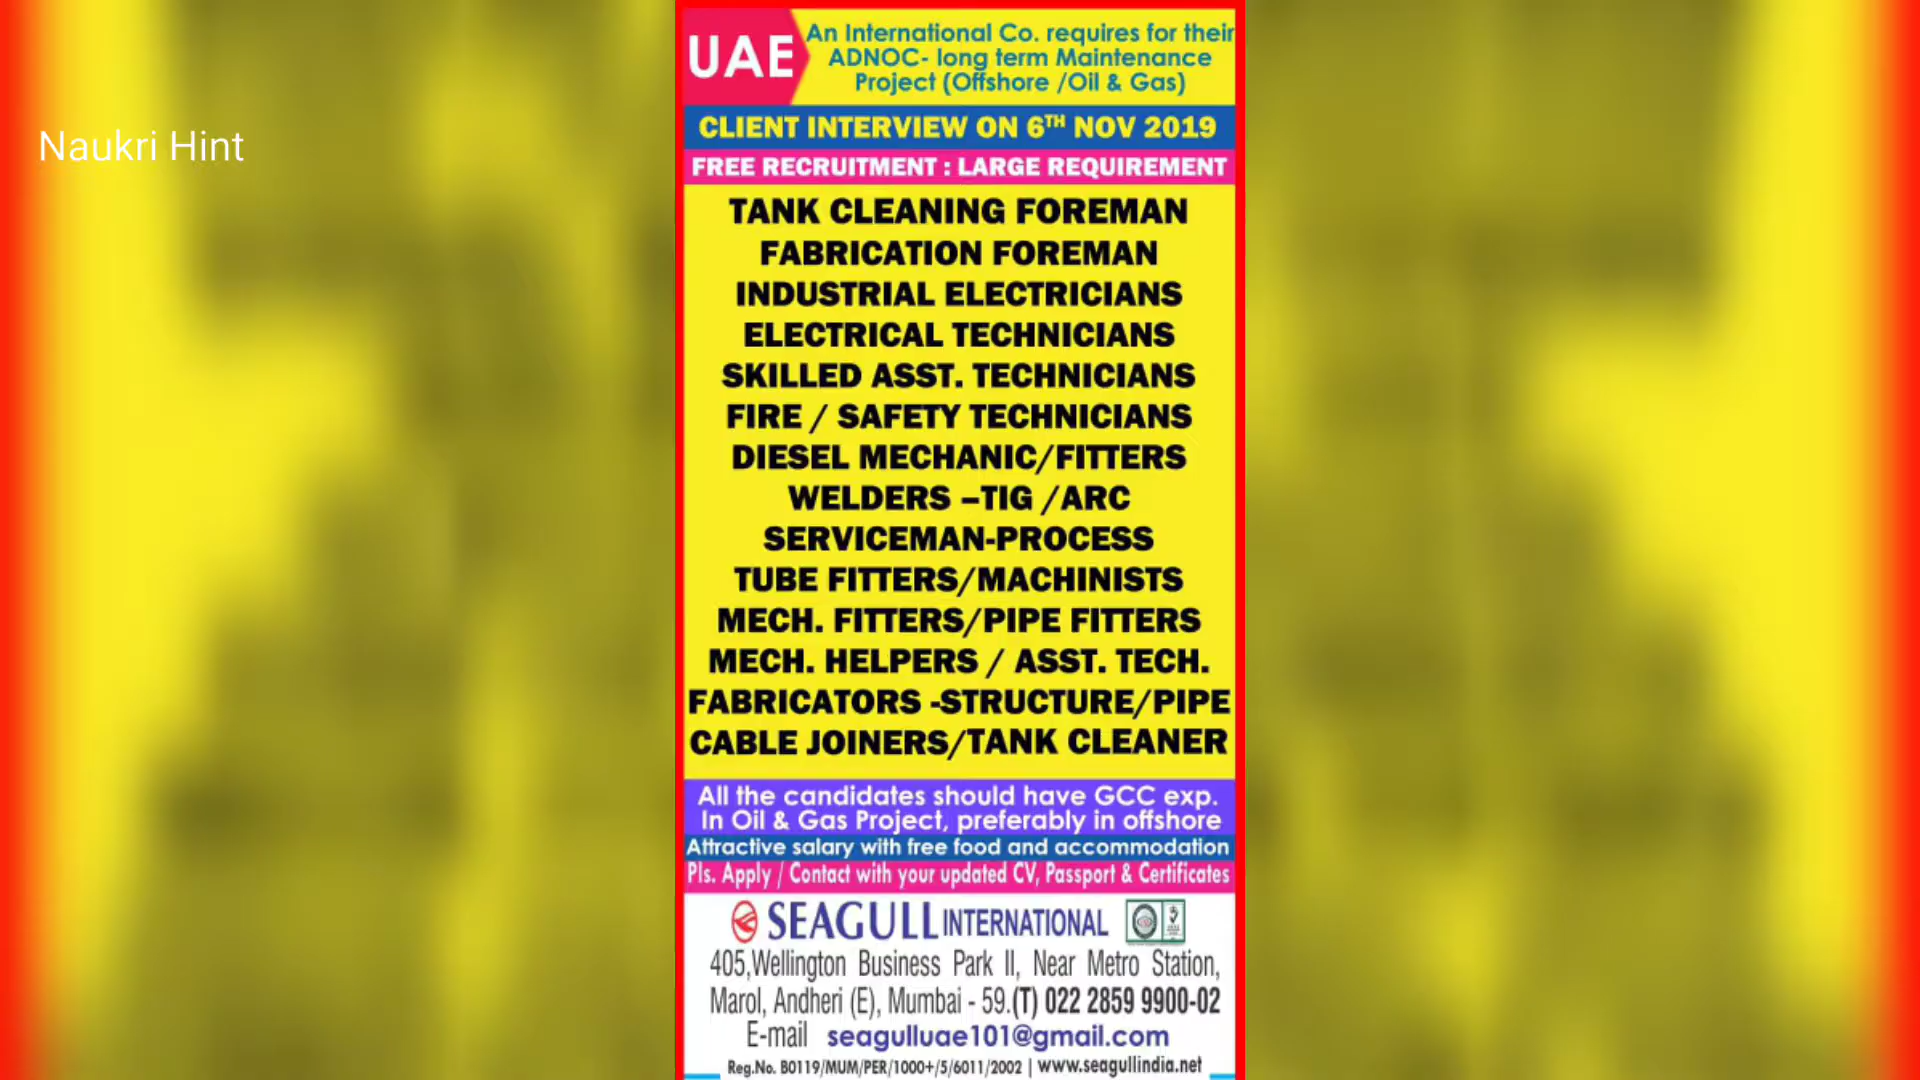 Naukri Hint
UAE
An International Co. requires for their
ADNOC- long term Maintenance
Project (Offshore /Oil & Gas)
CLIENT INTERVIEW ON 6TH NOV 2019
FREE RECRUITMENT : LARGE REQUIREMENT
TANK CLEANING FOREMAN
FABRICATION FOREMAN
INDUSTRIAL ELECTRICIANS
ELECTRICAL TECHNICIANS
SKILLED ASST. TECHNICIANS
FIRE / SAFETY TECHNICIANS
DIESEL MECHANIC/FITTERS
WELDERS –TIG /ARC
SERVICEMAN-PROCESS
TUBE FITTERS/MACHINISTS
MECH. FITTERS/PIPE FITTERS
MECH. HELPERS / ASST. TECH.
FABRICATORS -STRUCTURE/PIPE
CABLE JOINERS/TANK CLEANER
All the candidates should have GCC exp.
In Oil & Gas Project, preferably in offshore
Attractive salary with free food and accommodation
Pls. Apply / Contact with your updated CV, Passport & Certificates
SEAGULL INTERNATIONAL
405,Wellington Business Park II, Near Metro Station,
Marol, Andheri (E), Mumbai - 59.(T) 022 2859 9900-02
E-mail seagulluae101@gmail.com
Reg.No. B0119/MUM/PER/1000+/5/6011/2002 | www.seagullindia.net